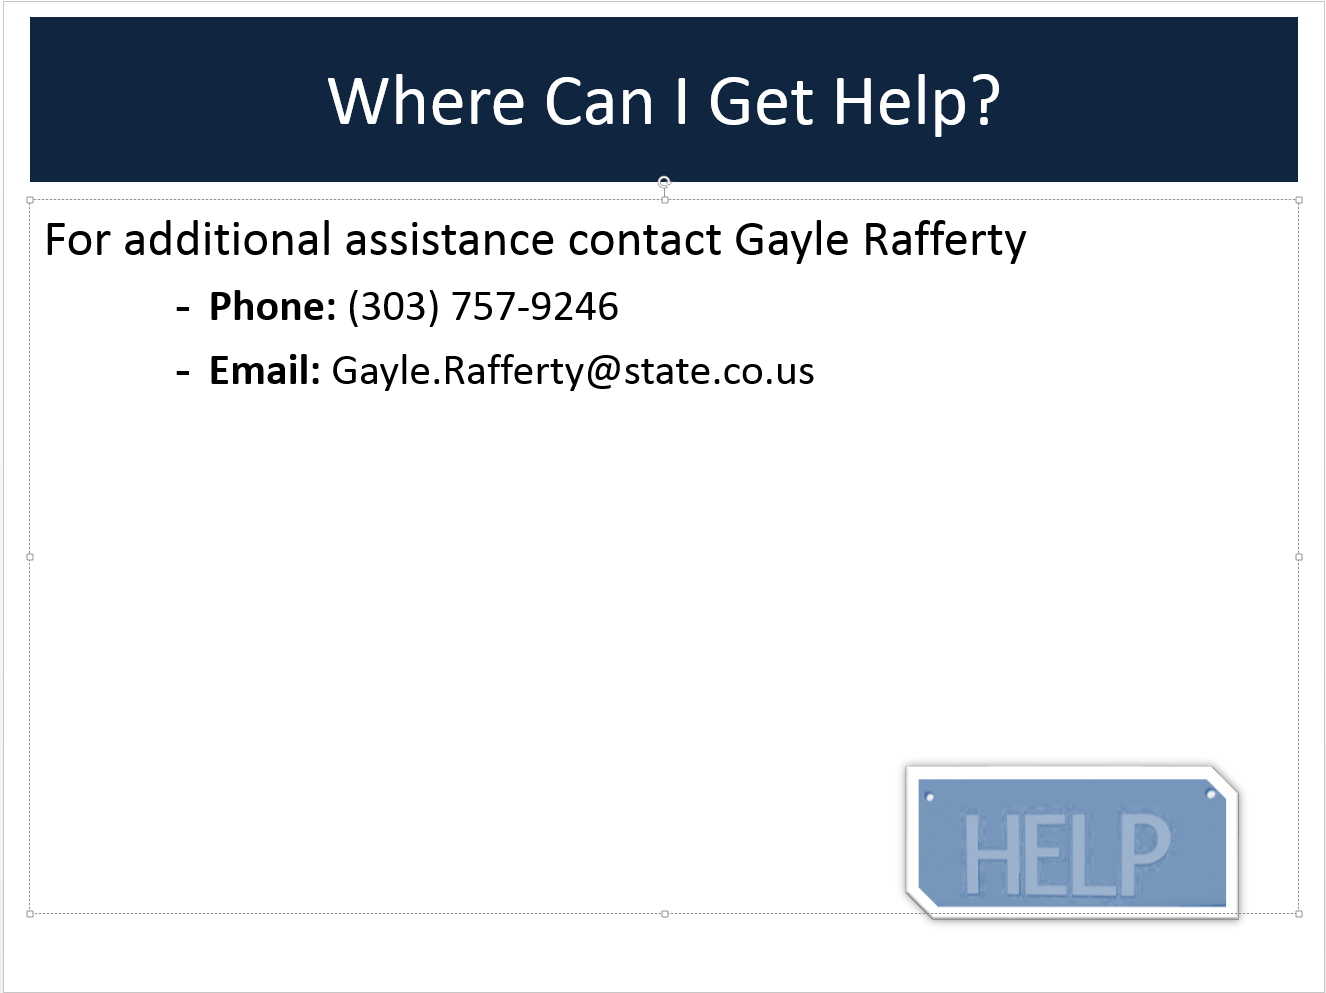 Where Can I Get Help?
For additional assistance contact Gayle Rafferty
- Phone: (303) 757-9246
- Email: Gayle.Rafferty@state.co.us
HELP